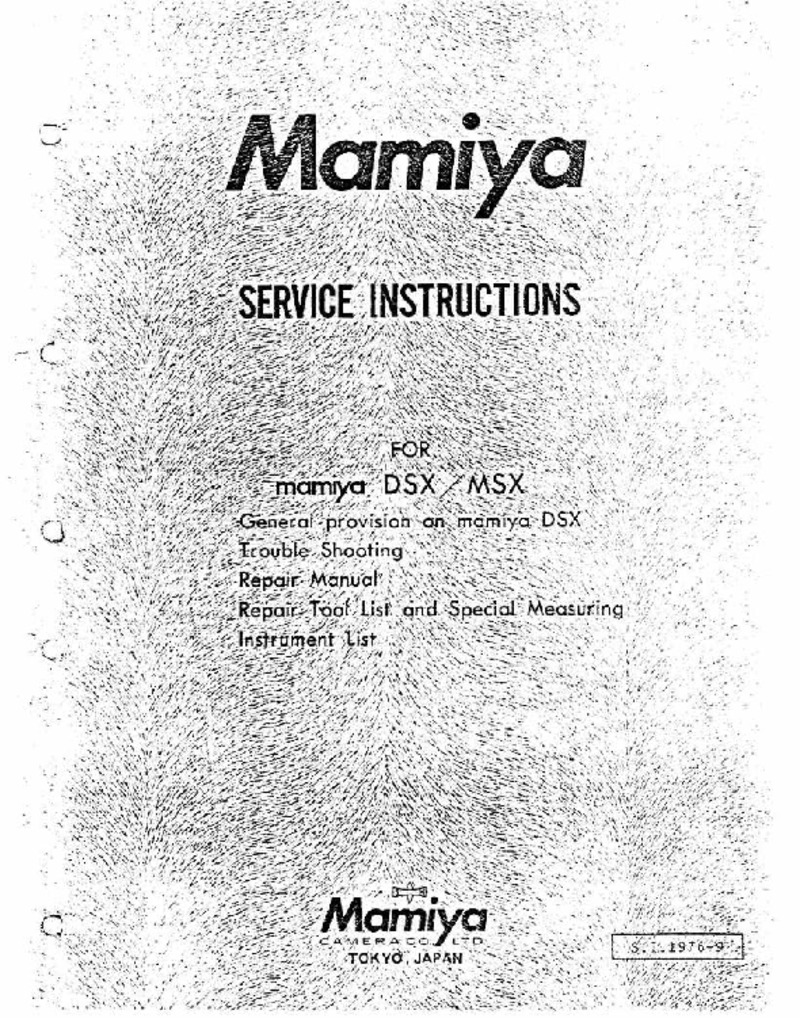 Mamiya
SERVICE INSTRUCTIONS
FOR
mamiya DSX/MSX
General provision on mamiya DSX
Trouble Shooting
Repair Manual
Repair Tool List and Special Measuring
Instrument List
Mamiya
CAMERA CO., LTD
TOKYO, JAPAN
S.I. 1976-9